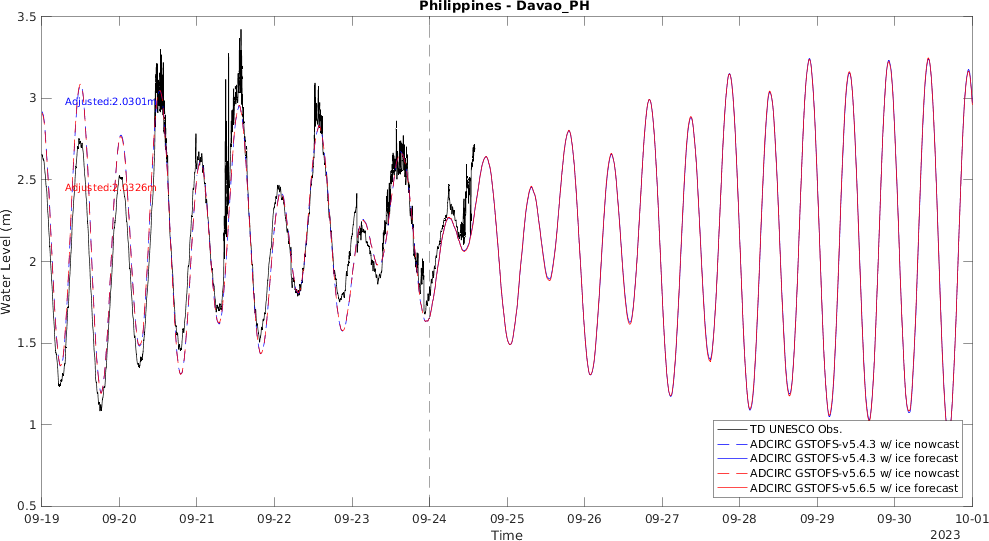 Philippines - Davao_PH
3.5
3
2.5
2
1.5
1
0.5
Water Level (m)
Adjusted:2.0301m
Adjusted:2.0326m
TD UNESCO Obs.
ADCIRC GSTOFS-v5.4.3 w/ ice nowcast
ADCIRC GSTOFS-v5.4.3 w/ ice forecast
ADCIRC GSTOFS-v5.6.5 w/ ice nowcast
ADCIRC GSTOFS-v5.6.5 w/ ice forecast
09-19 09-20 09-21 09-22 09-23 09-24 09-25 09-26 09-27 09-28 09-29 09-30 10-01
Time
2023